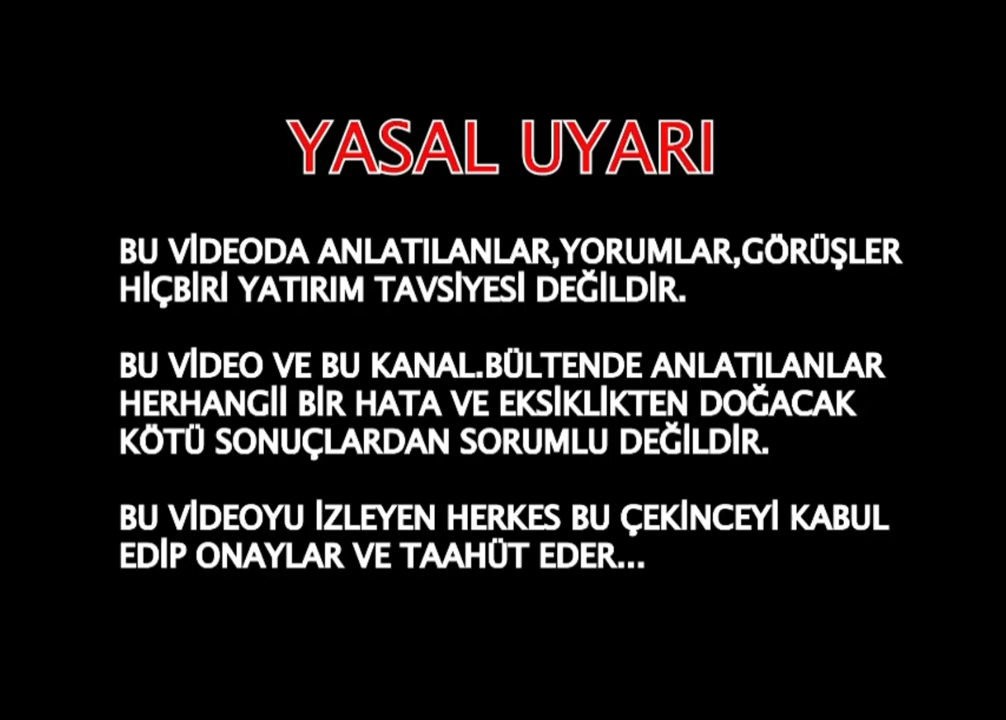 YASAL UYARI
BU VİDEODA ANLATILANLAR,YORUMLAR,GÖRÜŞLER
HİÇBİRİ YATIRIM TAVSİYESİ DEĞİLDİR.
BU VİDEO VE BU KANAL.BÜLTENDE ANLATILANLAR
HERHANGİİ BİR HATA VE EKSİKLİKTEN DOĞACAK
KÖTÜ SONUÇLARDAN SORUMLU DEĞİLDİR.
BU VİDEOYU İZLEYEN HERKES BU ÇEKİNCEYİ KABUL
EDİP ONAYLAR VE TAAHÜT EDER...